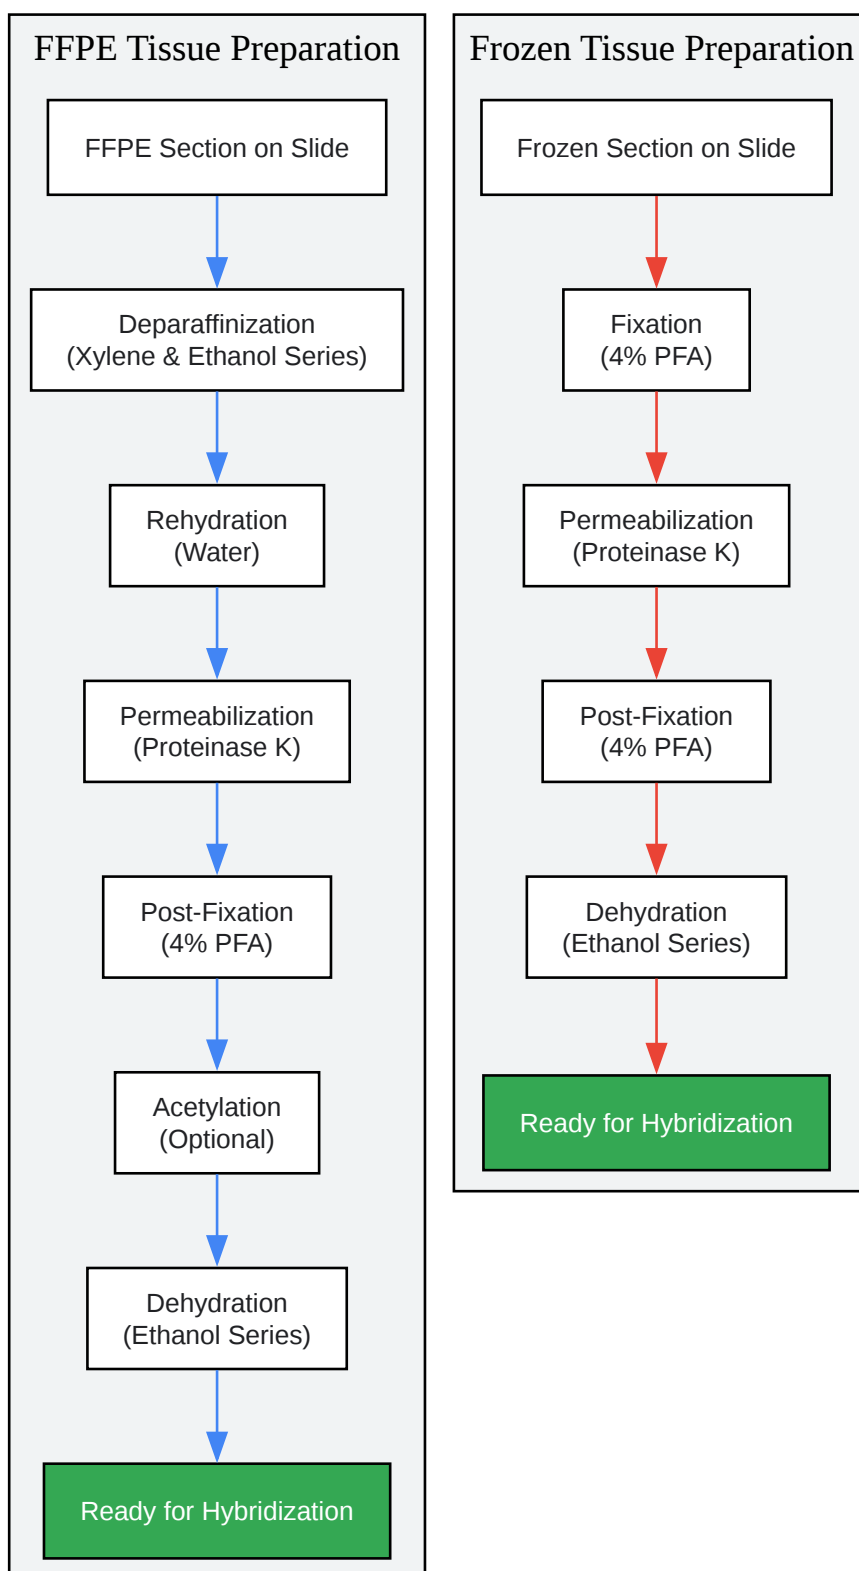 FFPE Tissue Preparation
FFPE Section on Slide
Deparaffinization
(Xylene & Ethanol Series)
Rehydration
(Water)
Permeabilization
(Proteinase K)
Post-Fixation
(4% PFA)
Acetylation
(Optional)
Dehydration
(Ethanol Series)
Ready for Hybridization
Frozen Tissue Preparation
Frozen Section on Slide
Fixation
(4% PFA)
Permeabilization
(Proteinase K)
Post-Fixation
(4% PFA)
Dehydration
(Ethanol Series)
Ready for Hybridization